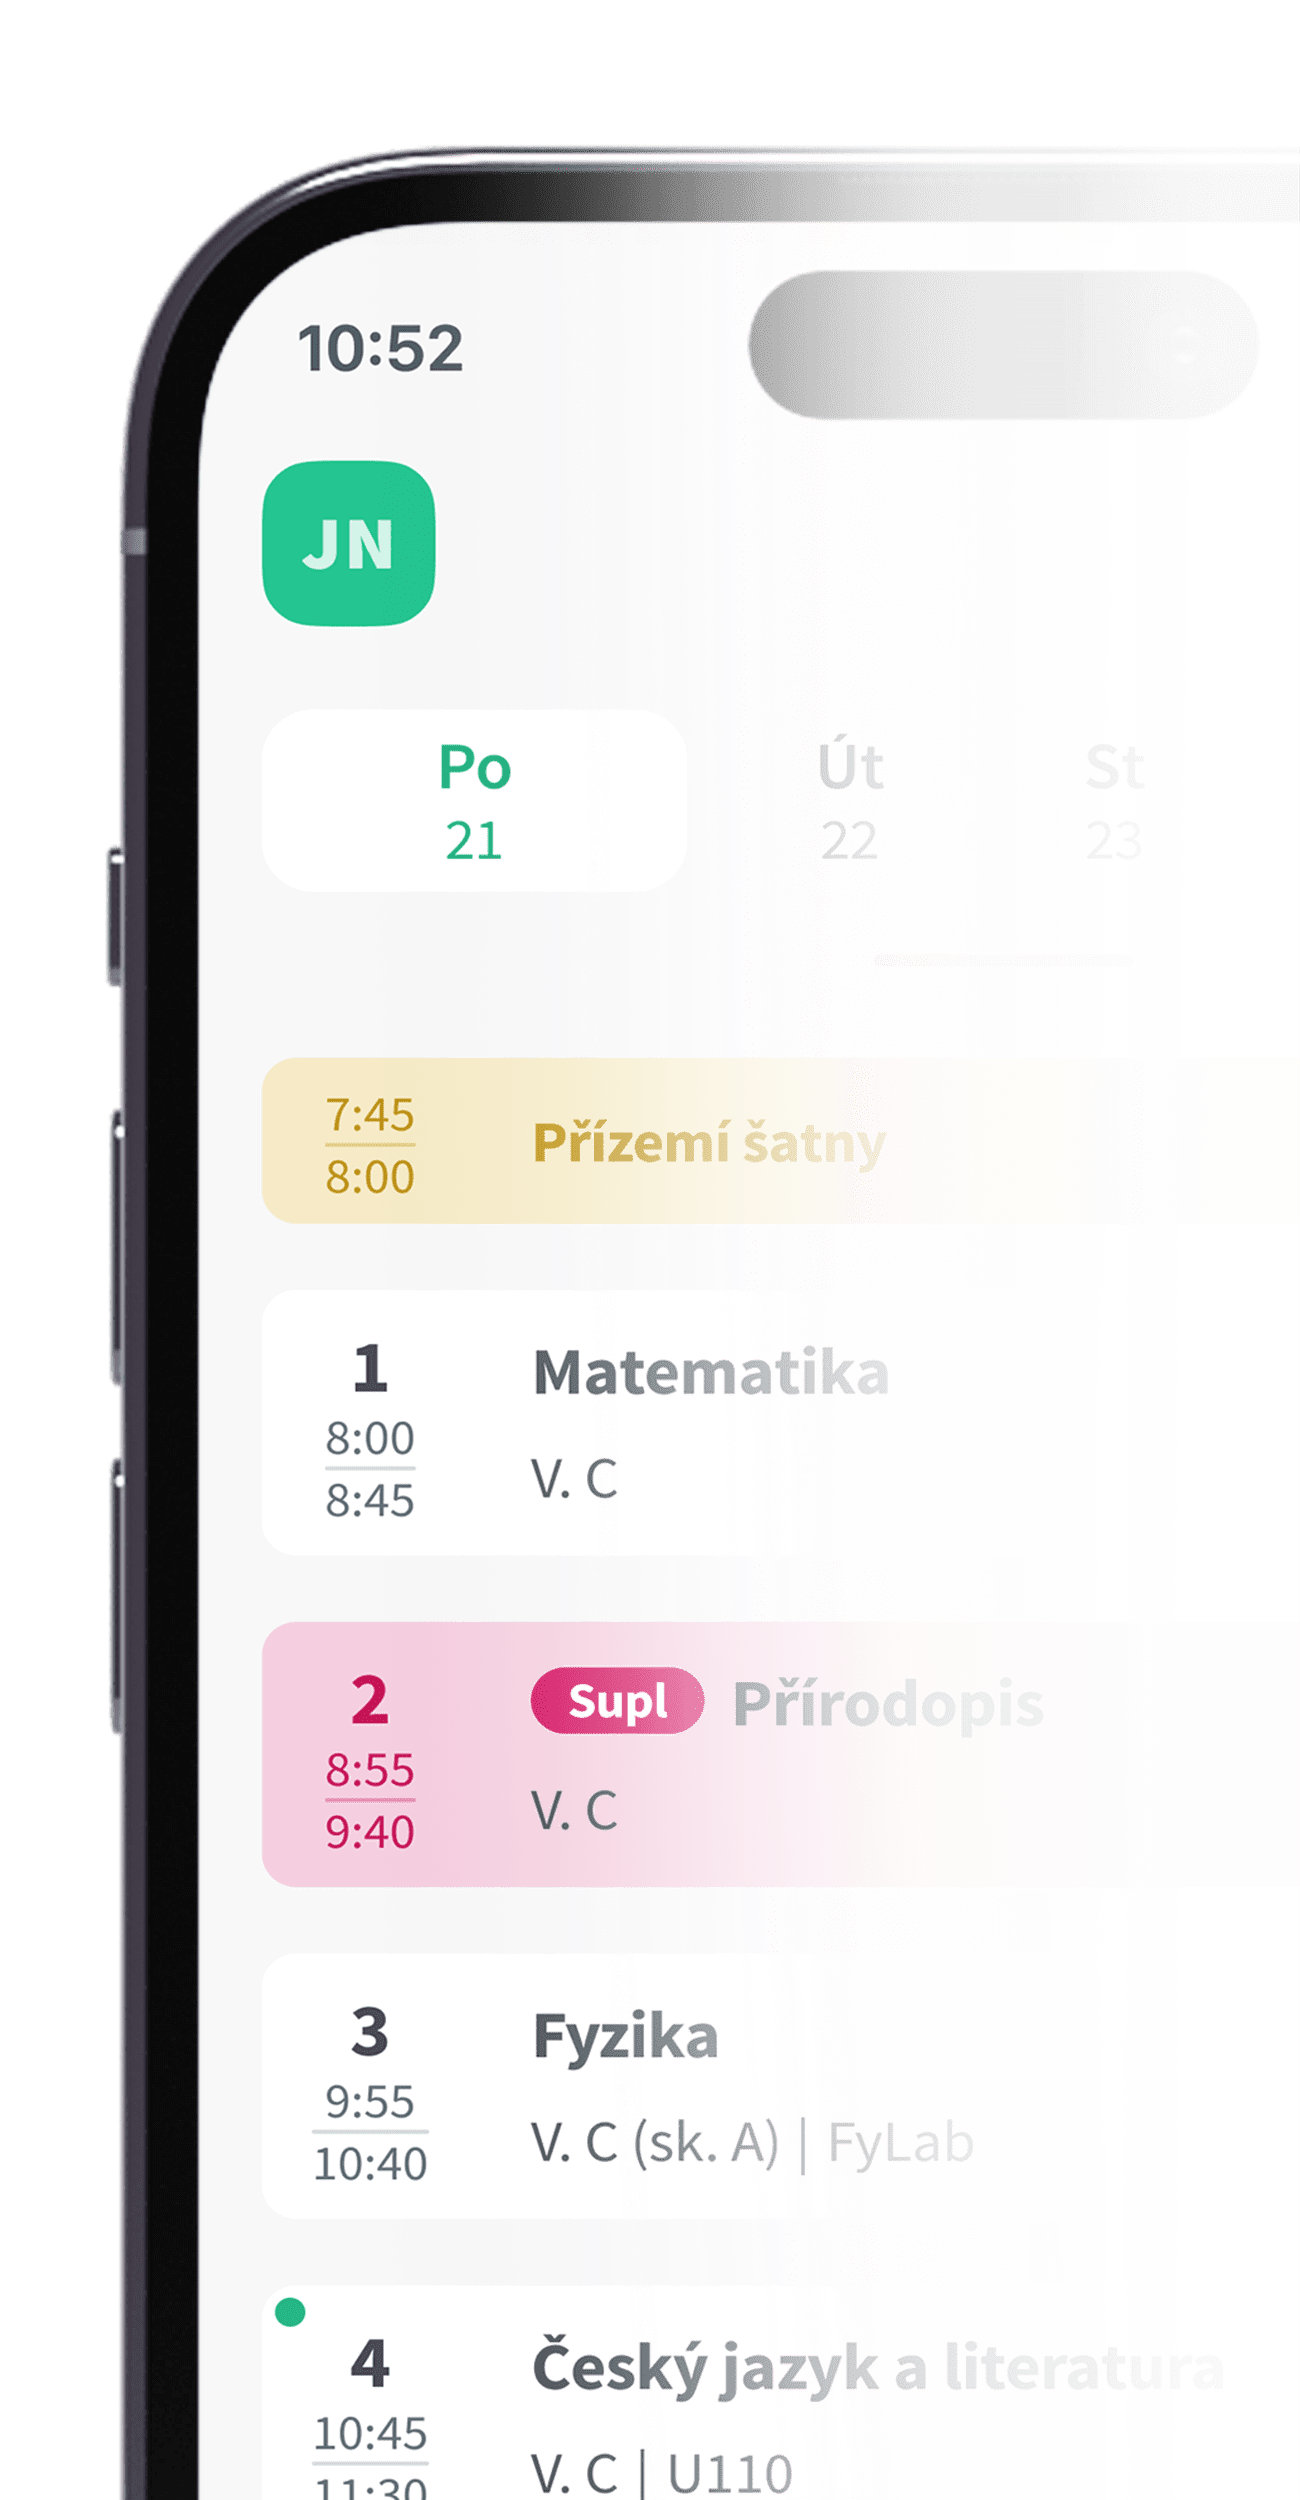 10:52
JN
Po Út St
21 22 23
7:45
8:00
Přízemí šatny
1
8:00
8:45
Matematika
V. C
2
8:55
9:40
Supl Přírodopis
V. C
3
9:55
10:40
Fyzika
V. C (sk. A) | FyLab
4
10:45
11:30
Český jazyk a literatura
V. C | U110